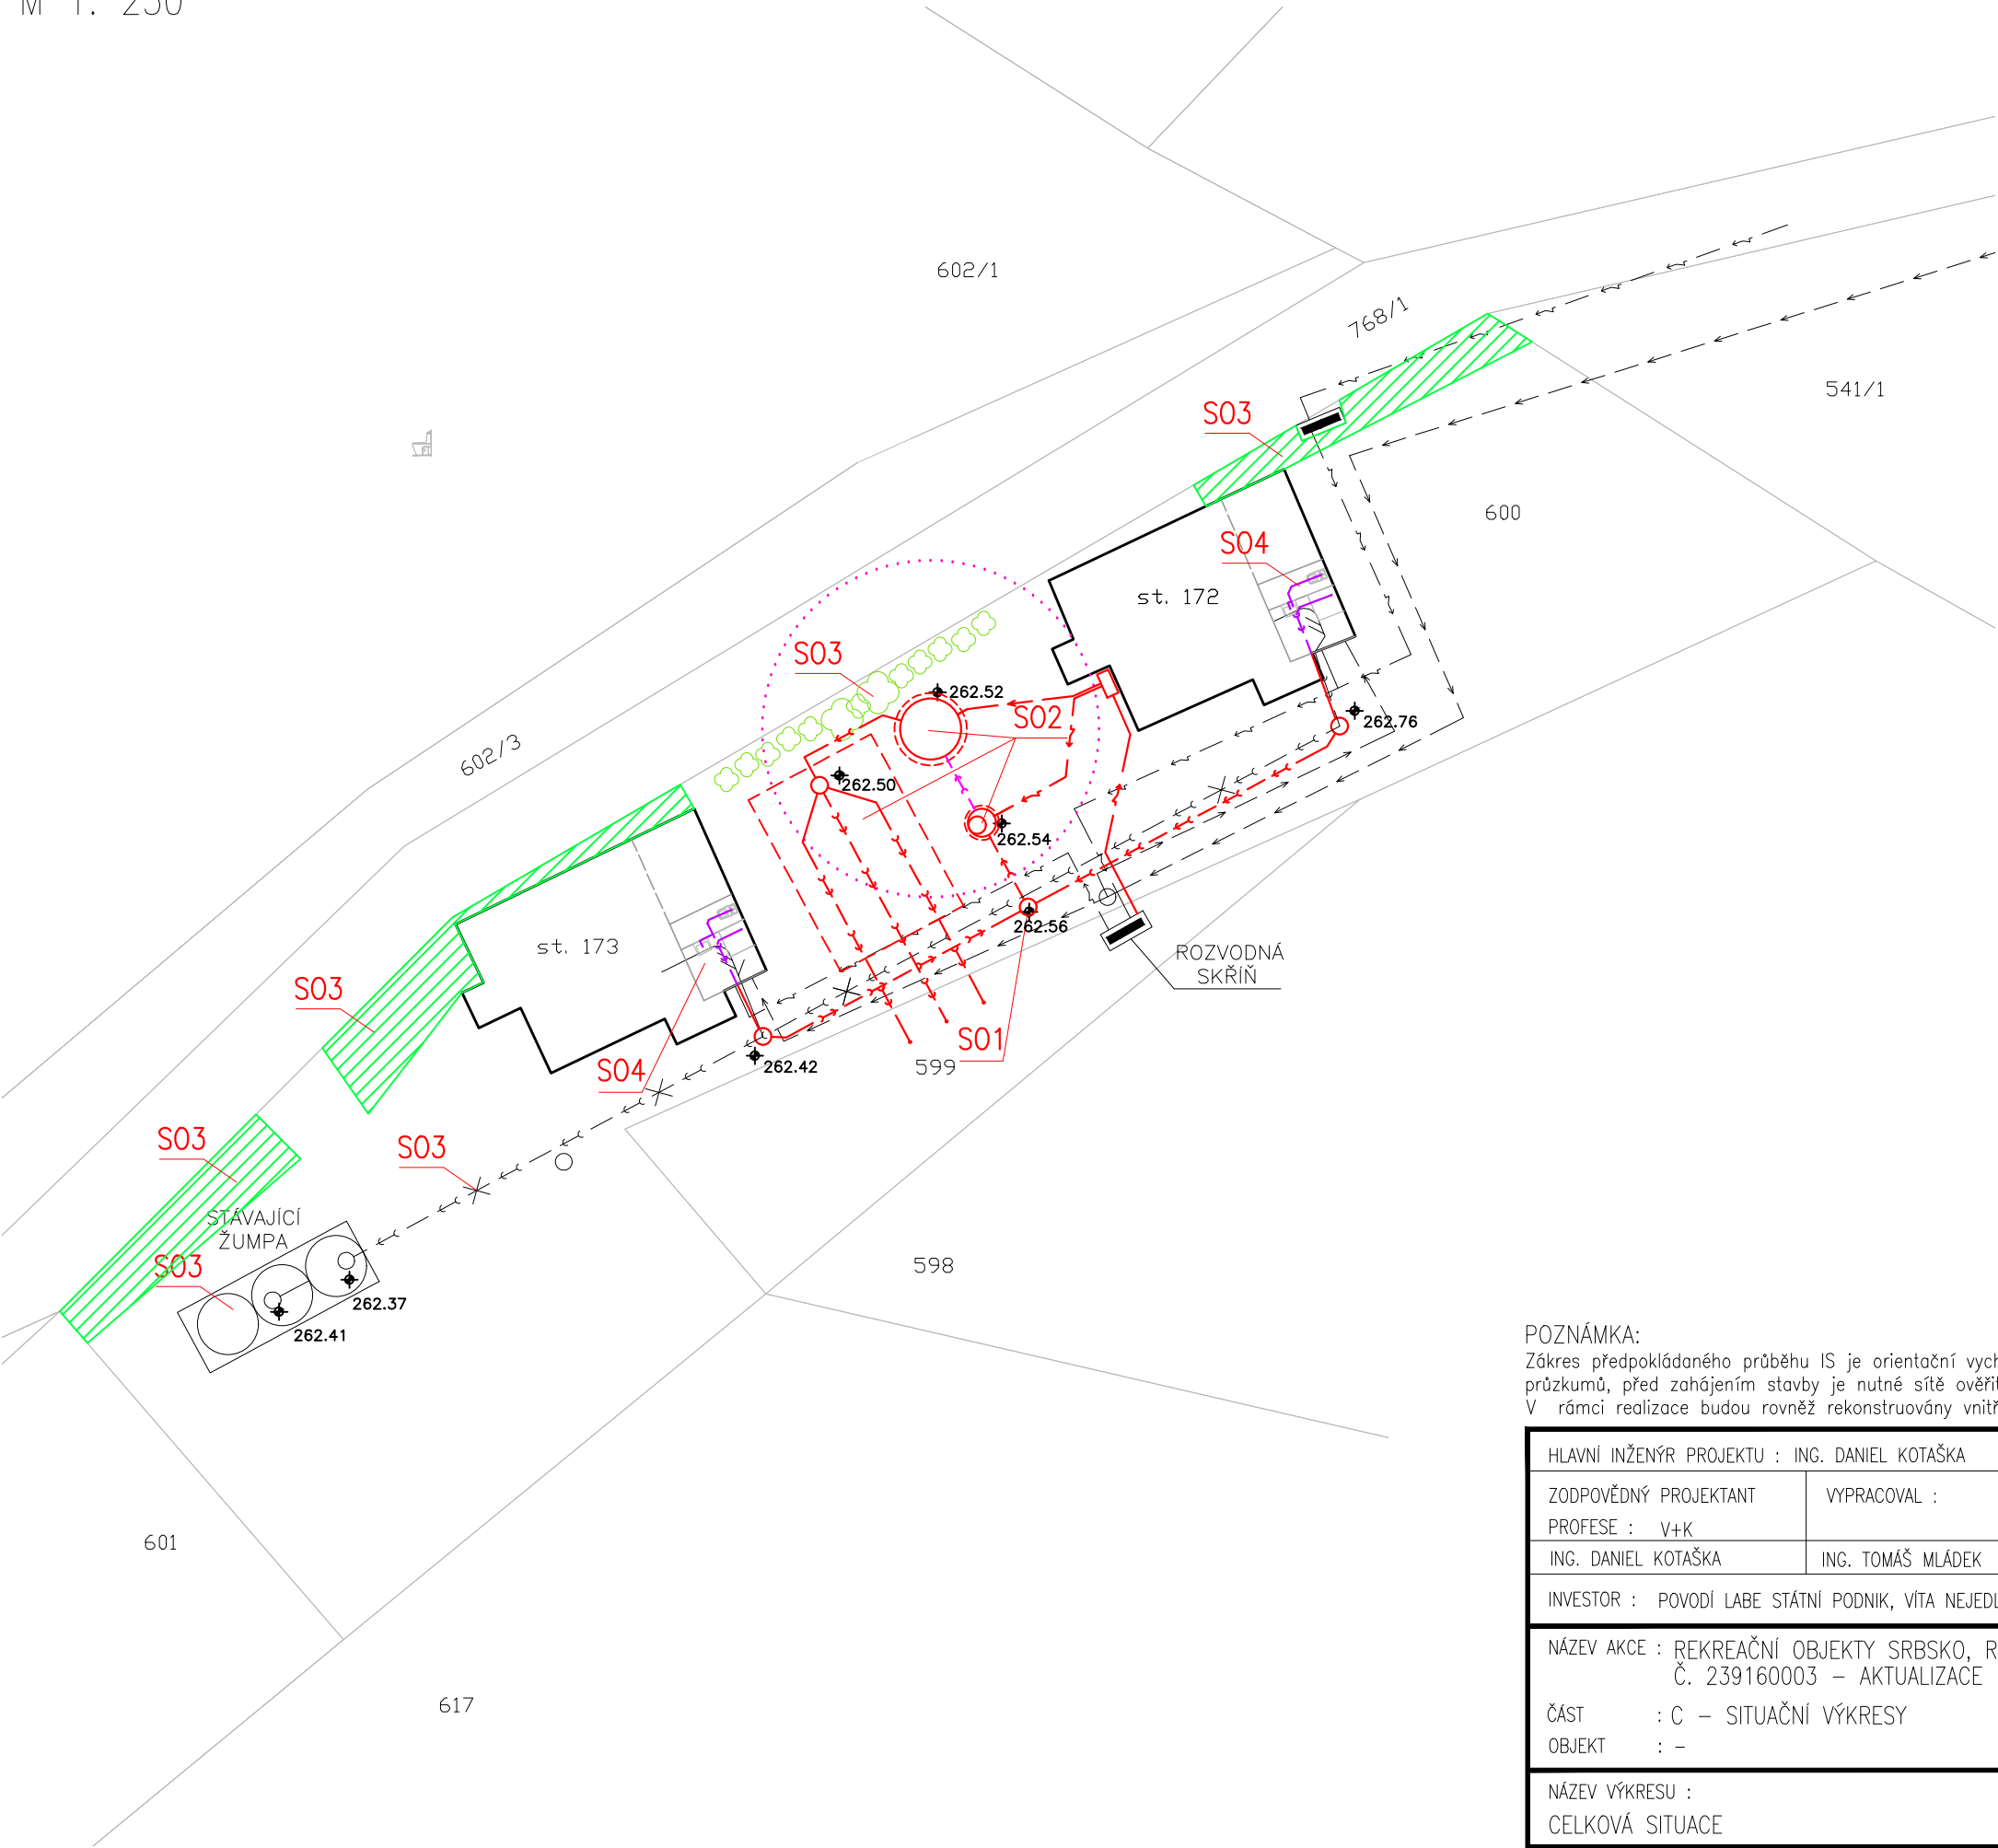 M 1: 250
602/1
768/1
541/1
S03
600
S04
st. 172
S03
262.52
S02
262.76
602/3
262.50
262.54
262.56
st. 173
ROZVODNÁ
SKŘÍŇ
S03
S01
S04
262.42
599
S03
S03
STÁVAJÍCÍ
ŽUMPA
S03
598
262.37
262.41
601
617
POZNÁMKA:
Zákres předpokládaného průběhu IS je orientační vych
průzkumů, před zahájením stavby je nutné sítě ověřit
V rámci realizace budou rovněž rekonstruovány vnitř
HLAVNÍ INŽENÝR PROJEKTU : ING. DANIEL KOTAŠKA
ZODPOVĚDNÝ PROJEKTANT
VYPRACOVAL :
PROFESE : V+K
ING. DANIEL KOTAŠKA
ING. TOMÁŠ MLÁDEK
INVESTOR : POVODÍ LABE STÁTNÍ PODNIK, VÍTA NEJEDL
NÁZEV AKCE : REKREAČNÍ OBJEKTY SRBSKO, R
Č. 239160003 – AKTUALIZACE
ČÁST : C – SITUAČNÍ VÝKRESY
OBJEKT : –
NÁZEV VÝKRESU :
CELKOVÁ SITUACE